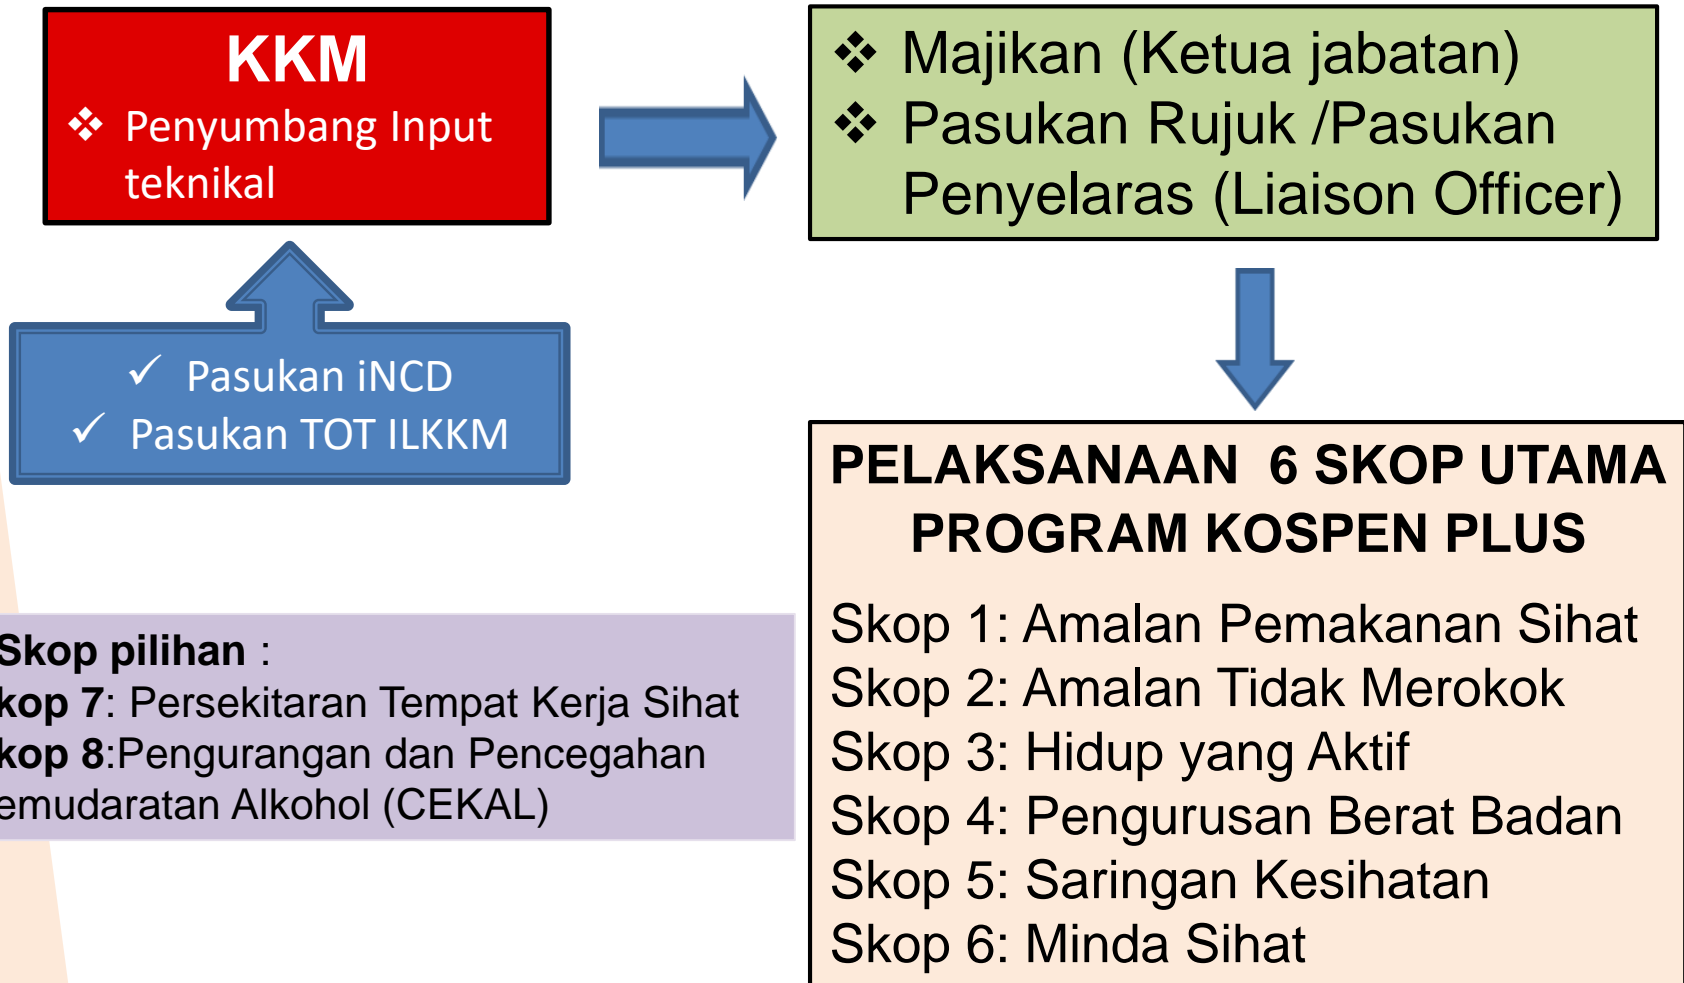 KKM
❖ Penyumbang Input
teknikal
❖ Majikan (Ketua jabatan)
❖ Pasukan Rujuk /Pasukan
Penyelaras (Liaison Officer)
✓ Pasukan iNCD
✓ Pasukan TOT ILKKM
PELAKSANAAN 6 SKOP UTAMA
PROGRAM KOSPEN PLUS
Skop 1: Amalan Pemakanan Sihat
Skop 2: Amalan Tidak Merokok
Skop 3: Hidup yang Aktif
Skop 4: Pengurusan Berat Badan
Skop 5: Saringan Kesihatan
Skop 6: Minda Sihat
Skop pilihan :
kop 7: Persekitaran Tempat Kerja Sihat
kop 8:Pengurangan dan Pencegahan
emudaratan Alkohol (CEKAL)